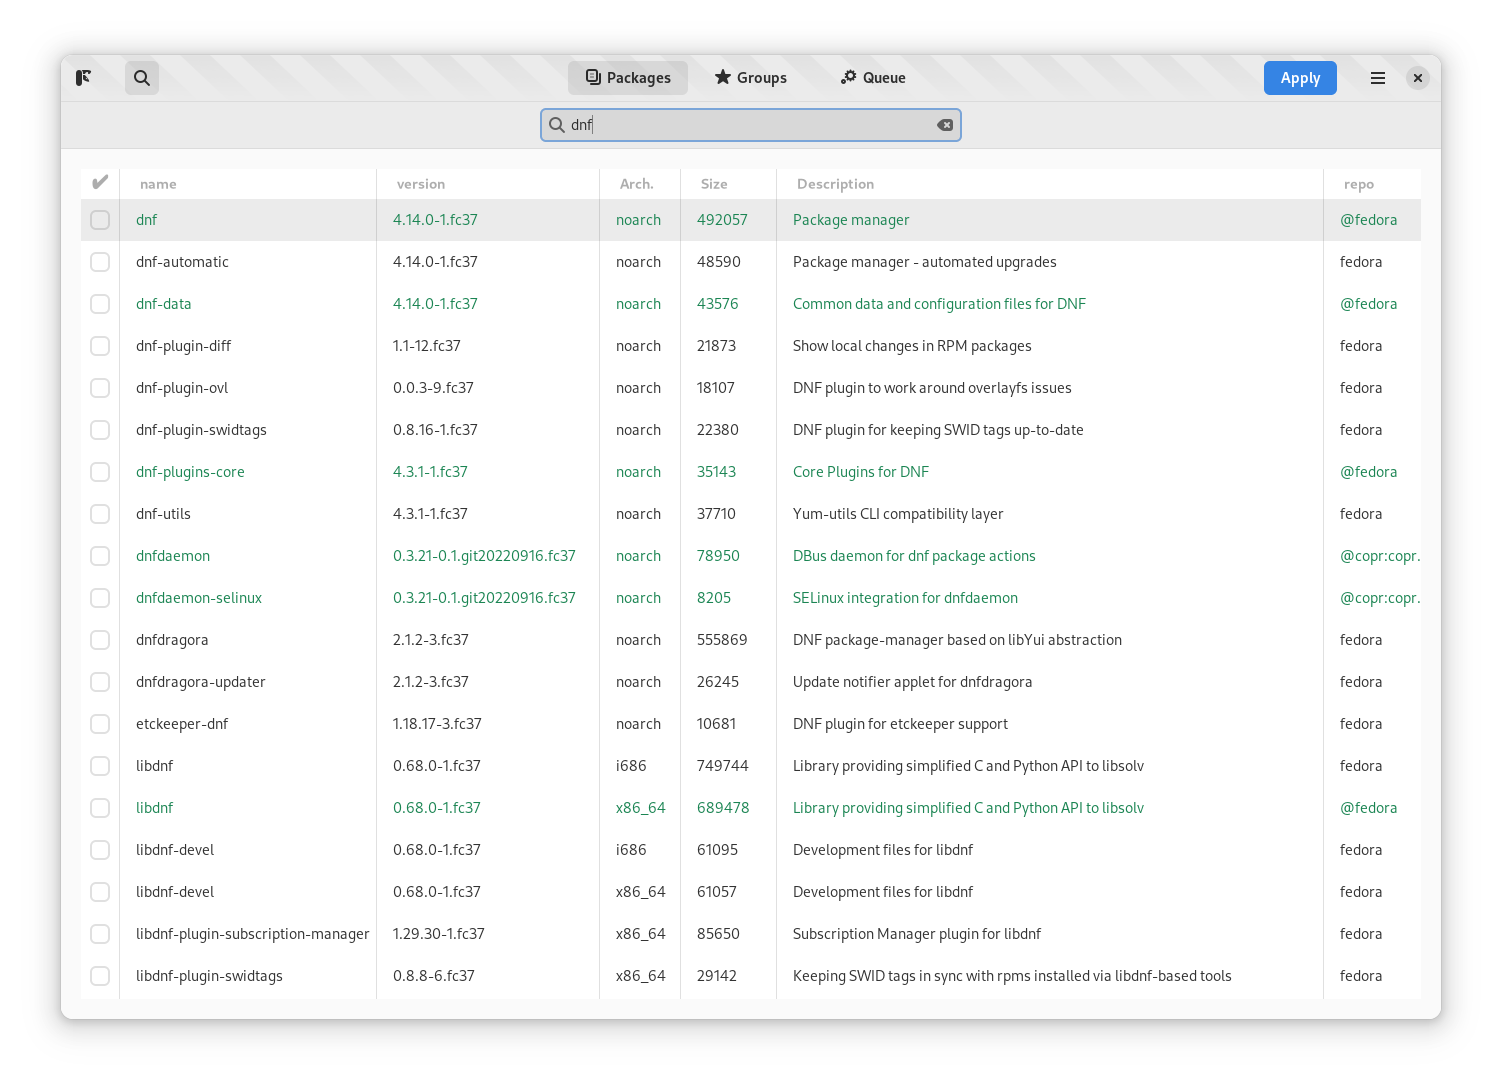 Packages Groups Queue Apply
dnf
✔ name version Arch. Size Description repo
dnf 4.14.0-1.fc37 noarch 492057 Package manager @fedora
dnf-automatic 4.14.0-1.fc37 noarch 48590 Package manager - automated upgrades fedora
dnf-data 4.14.0-1.fc37 noarch 43576 Common data and configuration files for DNF @fedora
dnf-plugin-diff 1.1-12.fc37 noarch 21873 Show local changes in RPM packages fedora
dnf-plugin-ovl 0.0.3-9.fc37 noarch 18107 DNF plugin to work around overlayfs issues fedora
dnf-plugin-swidtags 0.8.16-1.fc37 noarch 22380 DNF plugin for keeping SWID tags up-to-date fedora
dnf-plugins-core 4.3.1-1.fc37 noarch 35143 Core Plugins for DNF @fedora
dnf-utils 4.3.1-1.fc37 noarch 37710 Yum-utils CLI compatibility layer fedora
dnfdaemon 0.3.21-0.1.git20220916.fc37 noarch 78950 DBus daemon for dnf package actions @copr:copr.
dnfdaemon-selinux 0.3.21-0.1.git20220916.fc37 noarch 8205 SELinux integration for dnfdaemon @copr:copr.
dnfdragora 2.1.2-3.fc37 noarch 555869 DNF package-manager based on libYui abstraction fedora
dnfdragora-updater 2.1.2-3.fc37 noarch 26245 Update notifier applet for dnfdragora fedora
etckeeper-dnf 1.18.17-3.fc37 noarch 10681 DNF plugin for etckeeper support fedora
libdnf 0.68.0-1.fc37 i686 749744 Library providing simplified C and Python API to libsolv fedora
libdnf 0.68.0-1.fc37 x86_64 689478 Library providing simplified C and Python API to libsolv @fedora
libdnf-devel 0.68.0-1.fc37 i686 61095 Development files for libdnf fedora
libdnf-devel 0.68.0-1.fc37 x86_64 61057 Development files for libdnf fedora
libdnf-plugin-subscription-manager 1.29.30-1.fc37 x86_64 85650 Subscription Manager plugin for libdnf fedora
libdnf-plugin-swidtags 0.8.8-6.fc37 x86_64 29142 Keeping SWID tags in sync with rpms installed via libdnf-based tools fedora